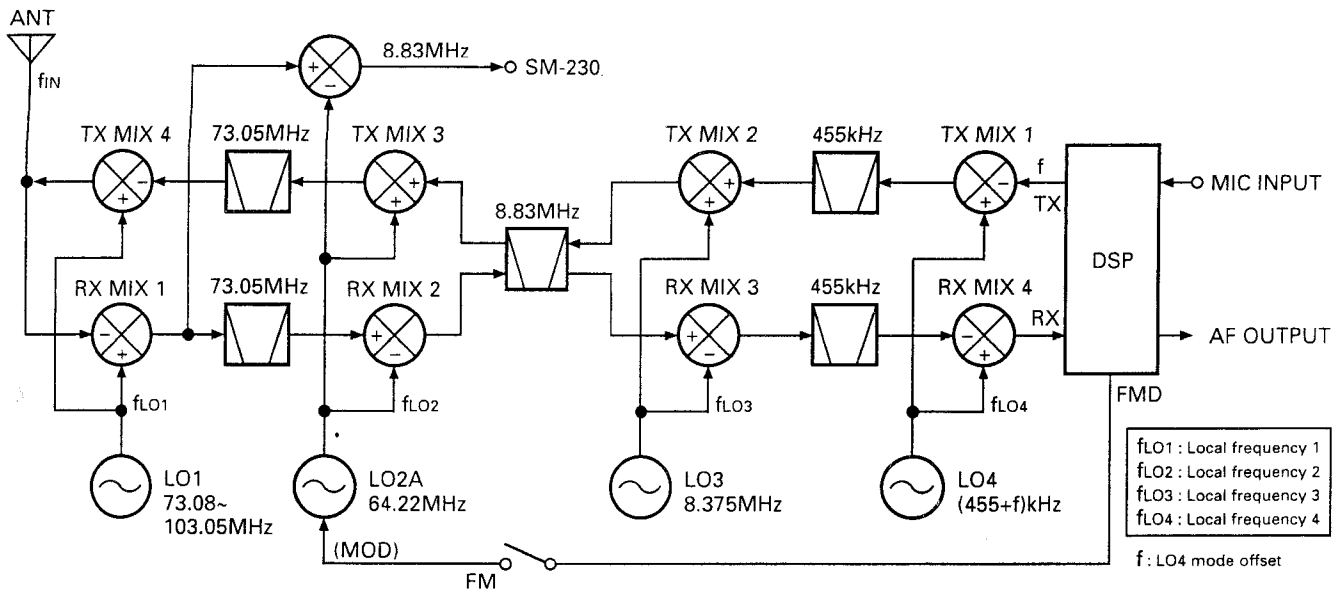 ANT
fIN
8.83MHz
SM-230
TX MIX 4
73.05MHz
TX MIX 3
TX MIX 2
455kHz
TX MIX 1
f
TX
MIC INPUT
8.83MHz
DSP
RX MIX 1
73.05MHz
RX MIX 2
RX MIX 3
455kHz
RX MIX 4
RX
AF OUTPUT
FMD
fLO1
fLO2
fLO3
fLO4
LO1
73.08~
103.05MHz
LO2A
64.22MHz
LO3
8.375MHz
LO4
(455+f)kHz
fLO1 : Local frequency 1
fLO2 : Local frequency 2
fLO3 : Local frequency 3
fLO4 : Local frequency 4
f : LO4 mode offset
(MOD)
FM